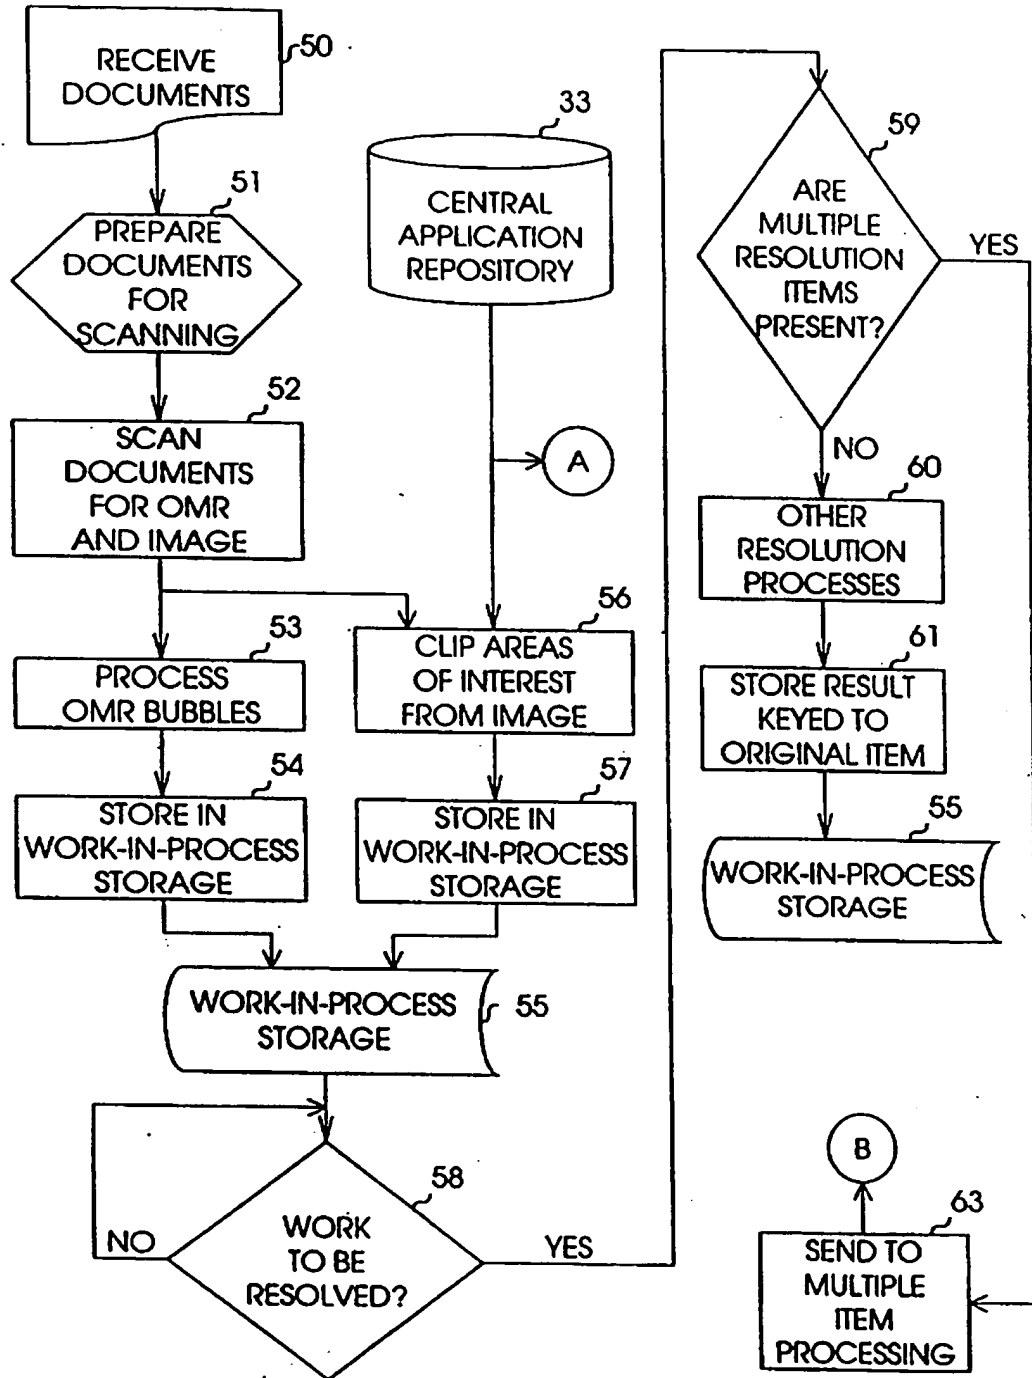 50
RECEIVE
DOCUMENTS
51
PREPARE
DOCUMENTS
FOR
SCANNING
52
SCAN
DOCUMENTS
FOR OMR
AND IMAGE
53
PROCESS
OMR BUBBLES
54
STORE IN
WORK-IN-PROCESS
STORAGE
33
CENTRAL
APPLICATION
REPOSITORY
A
56
CLIP AREAS
OF INTEREST
FROM IMAGE
57
STORE IN
WORK-IN-PROCESS
STORAGE
WORK-IN-PROCESS
STORAGE
55
58
WORK
TO BE
RESOLVED?
NO
YES
59
ARE
MULTIPLE
RESOLUTION
ITEMS
PRESENT?
YES
NO
60
OTHER
RESOLUTION
PROCESSES
61
STORE RESULT
KEYED TO
ORIGINAL ITEM
55
WORK-IN-PROCESS
STORAGE
B
63
SEND TO
MULTIPLE
ITEM
PROCESSING